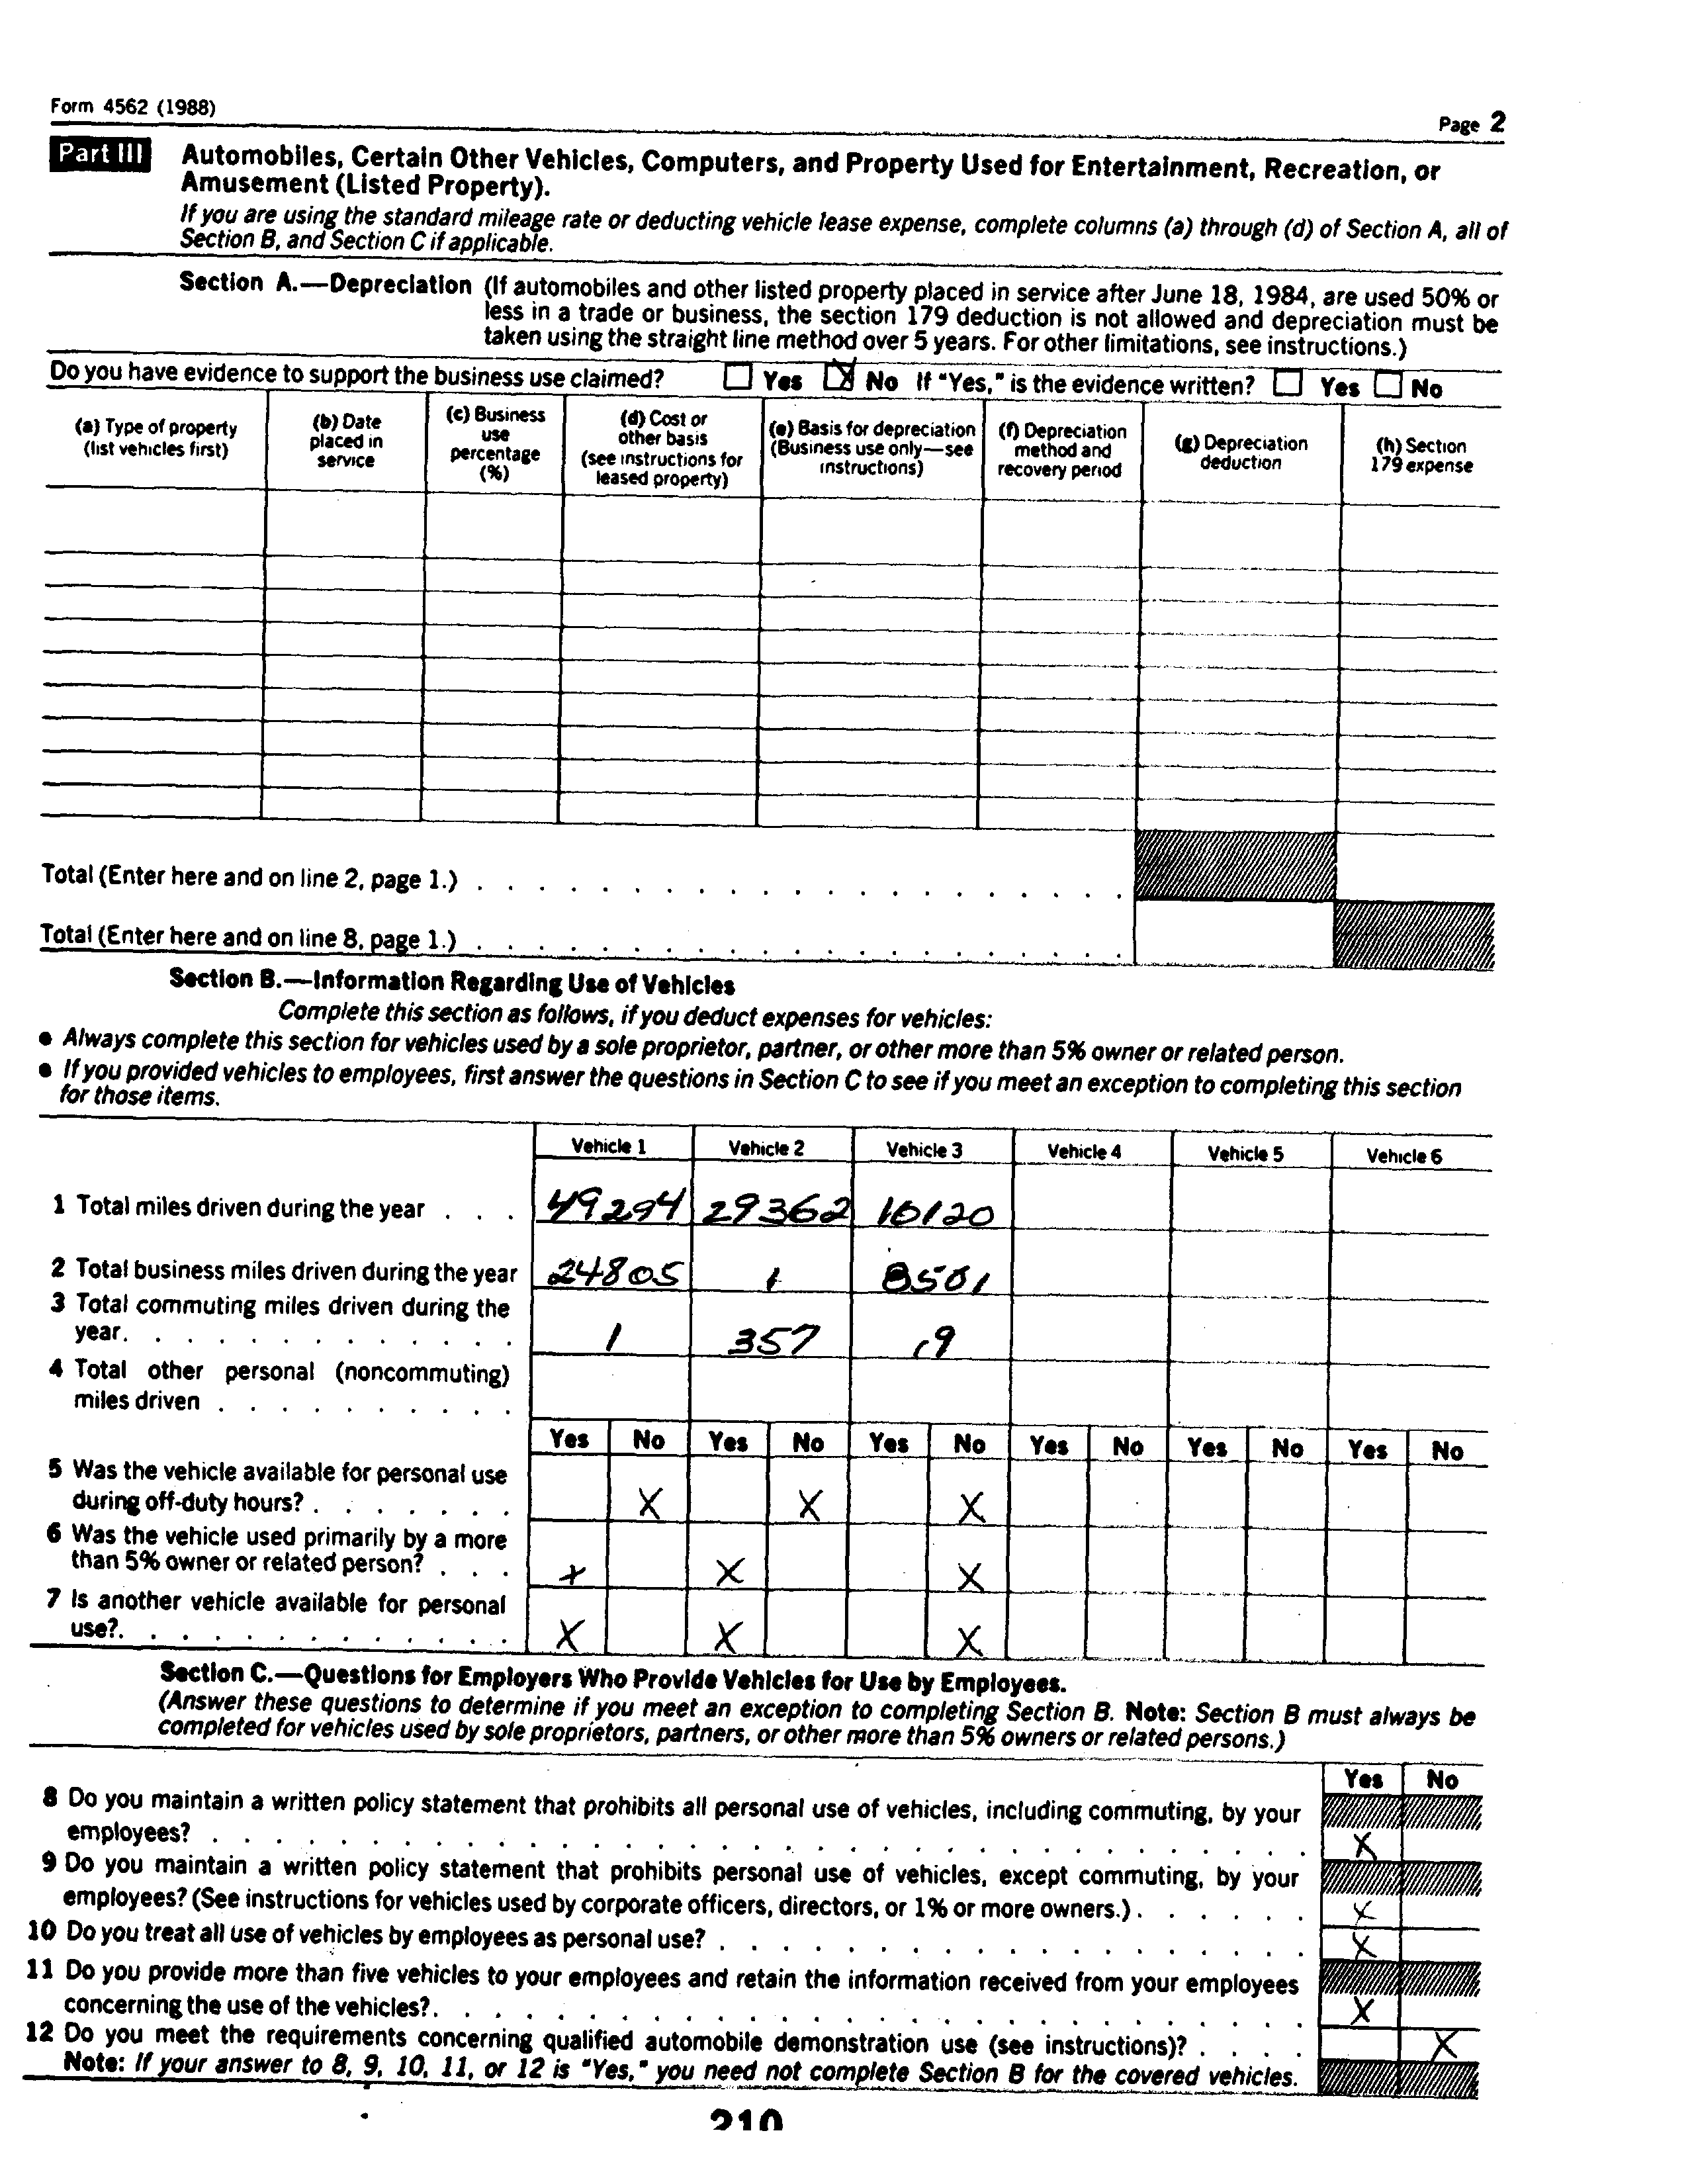 Form 4562 (1988)
Page 2
Part III Automobiles, Certain Other Vehicles, Computers, and Property Used for Entertainment, Recreation, or
Amusement (Listed Property).
If you are using the standard mileage rate or deducting vehicle lease expense, complete columns (a) through (d) of Section A, all of
Section B, and Section C if applicable.
Section A.—Depreciation (If automobiles and other listed property placed in service after June 18, 1984, are used 50% or
less in a trade or business, the section 179 deduction is not allowed and depreciation must be
taken using the straight line method over 5 years. For other limitations, see instructions.)
Do you have evidence to support the business use claimed? ☐ Yes ☒ No If "Yes," is the evidence written? ☐ Yes ☐ No
(a) Type of property
(list vehicles first)
(b) Date
placed in
service
(c) Business
use
percentage
(%)
(d) Cost or
other basis
(see instructions for
leased property)
(e) Basis for depreciation
(Business use only—see
instructions)
(f) Depreciation
method and
recovery period
(g) Depreciation
deduction
(h) Section
179 expense
Total (Enter here and on line 2, page 1.)
Total (Enter here and on line 8, page 1.)
Section B.—Information Regarding Use of Vehicles
Complete this section as follows, if you deduct expenses for vehicles:
● Always complete this section for vehicles used by a sole proprietor, partner, or other more than 5% owner or related person.
● If you provided vehicles to employees, first answer the questions in Section C to see if you meet an exception to completing this section
for those items.
Vehicle 1 Vehicle 2 Vehicle 3 Vehicle 4 Vehicle 5 Vehicle 6
1 Total miles driven during the year . . . 49294 29362 10120
2 Total business miles driven during the year 24805 1 8501
3 Total commuting miles driven during the
year. . . . . . . . . . . . . 1 357 19
4 Total other personal (noncommuting)
miles driven . . . . . . . . . .
Yes No Yes No Yes No Yes No Yes No Yes No
5 Was the vehicle available for personal use
during off-duty hours? . . . . . . . X X X
6 Was the vehicle used primarily by a more
than 5% owner or related person? . . . X X X
7 Is another vehicle available for personal
use?. . . . . . . . . . . . . X X X
Section C.—Questions for Employers Who Provide Vehicles for Use by Employees.
(Answer these questions to determine if you meet an exception to completing Section B. Note: Section B must always be
completed for vehicles used by sole proprietors, partners, or other more than 5% owners or related persons.)
Yes No
8 Do you maintain a written policy statement that prohibits all personal use of vehicles, including commuting, by your
employees? X
9 Do you maintain a written policy statement that prohibits personal use of vehicles, except commuting, by your
employees? (See instructions for vehicles used by corporate officers, directors, or 1% or more owners.) . . . . . . X
10 Do you treat all use of vehicles by employees as personal use? X
11 Do you provide more than five vehicles to your employees and retain the information received from your employees
concerning the use of the vehicles?. X
12 Do you meet the requirements concerning qualified automobile demonstration use (see instructions)? . . . . X
Note: If your answer to 8, 9, 10, 11, or 12 is "Yes," you need not complete Section B for the covered vehicles.
210